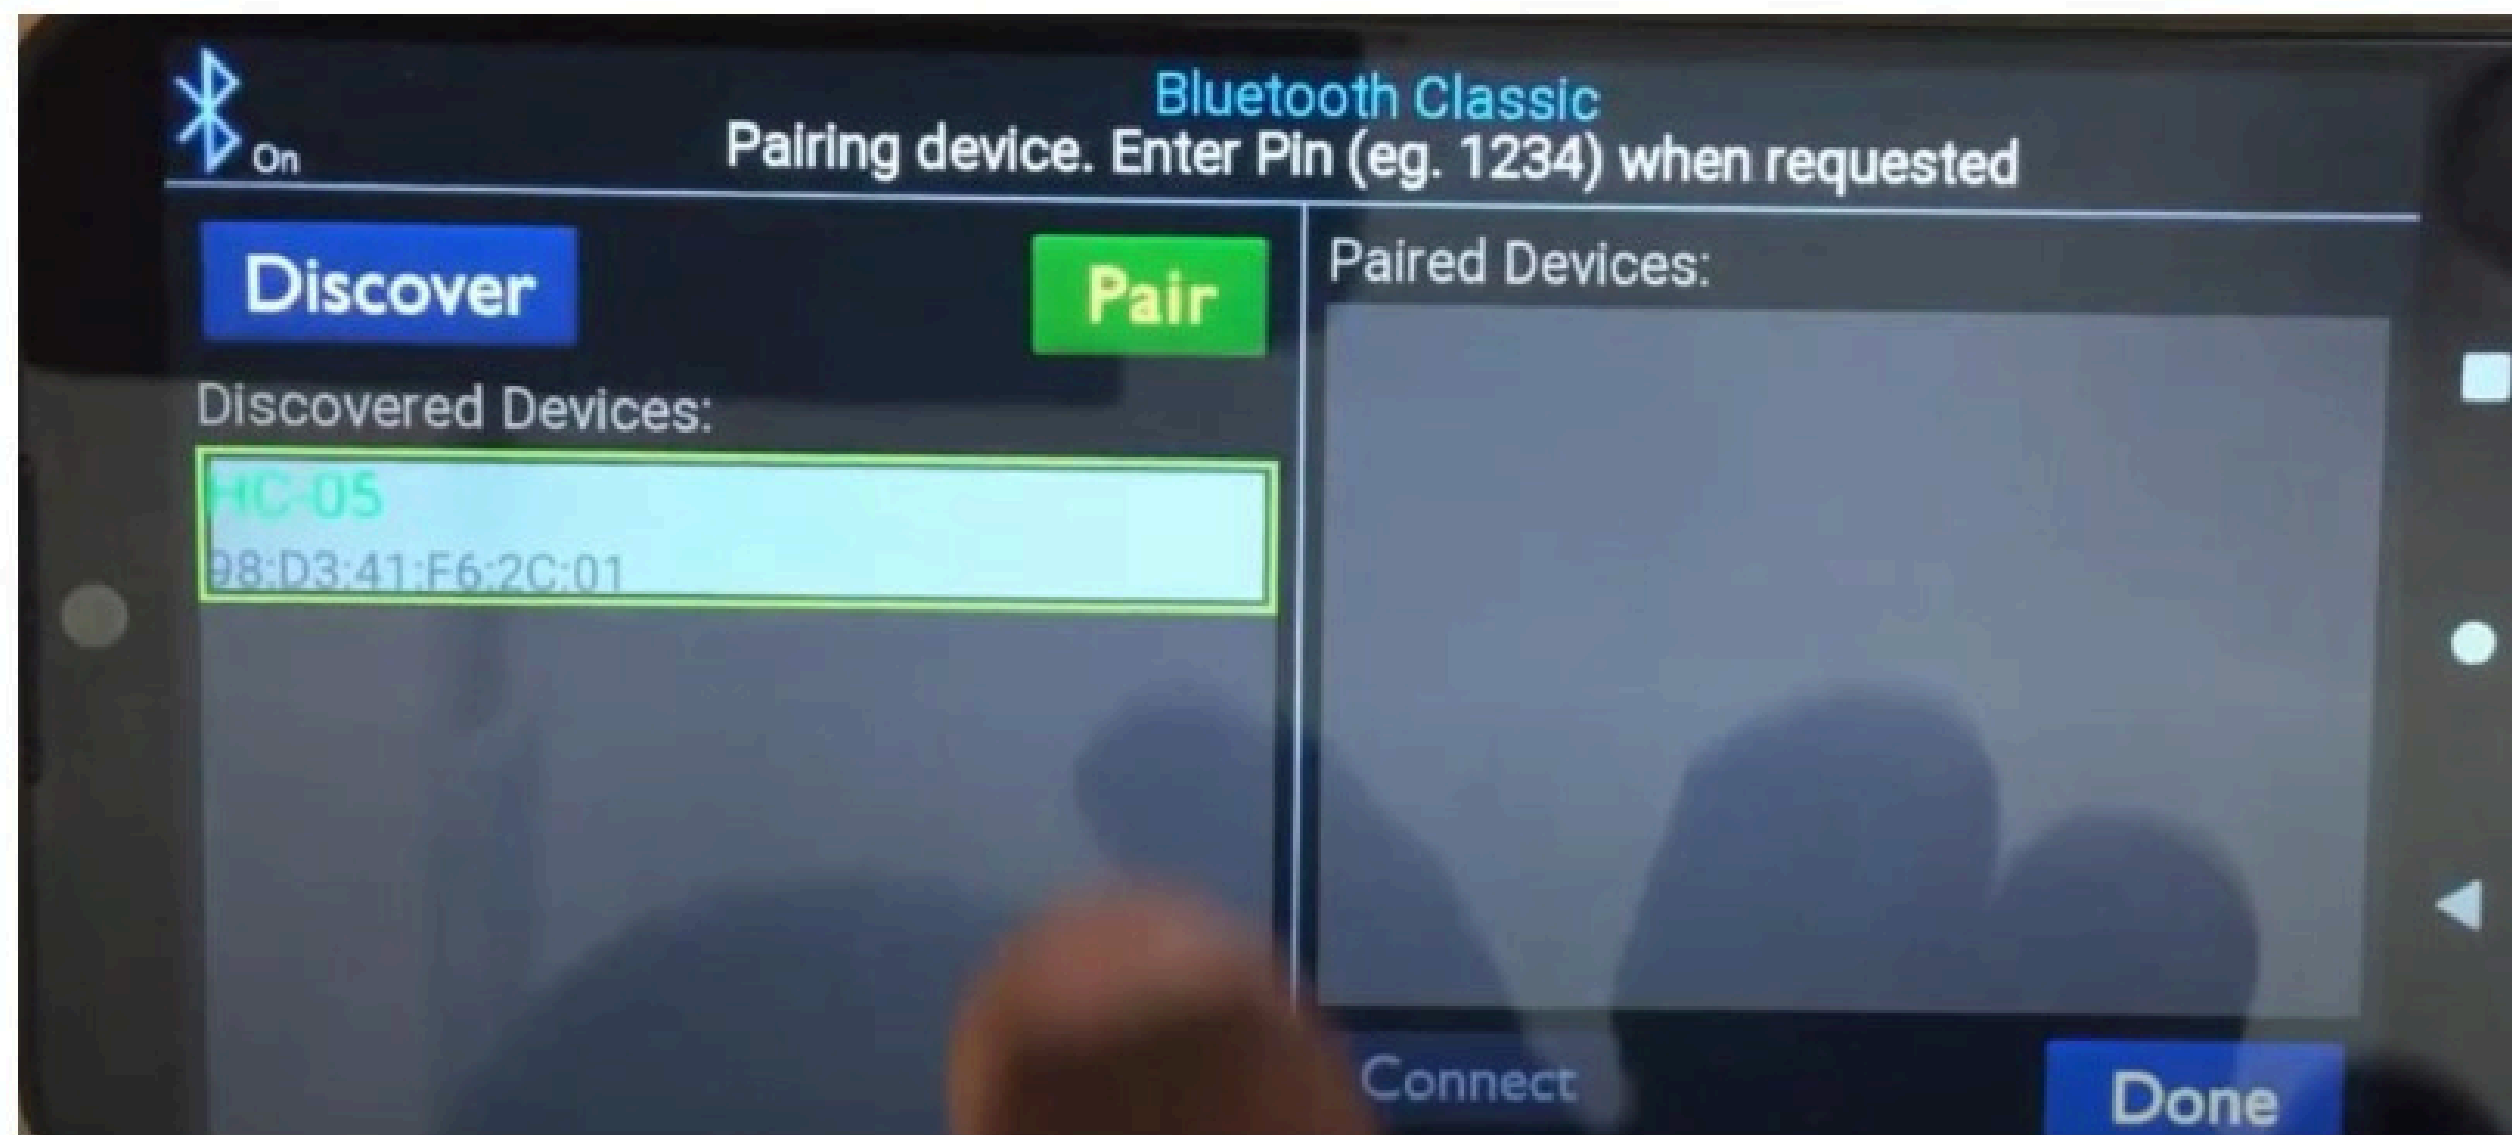 Bluetooth Classic
On
Pairing device. Enter Pin (eg. 1234) when requested
Discover
Pair
Discovered Devices:
HC-05
98:D3:41:F6:2C:01
Paired Devices:
Connect
Done